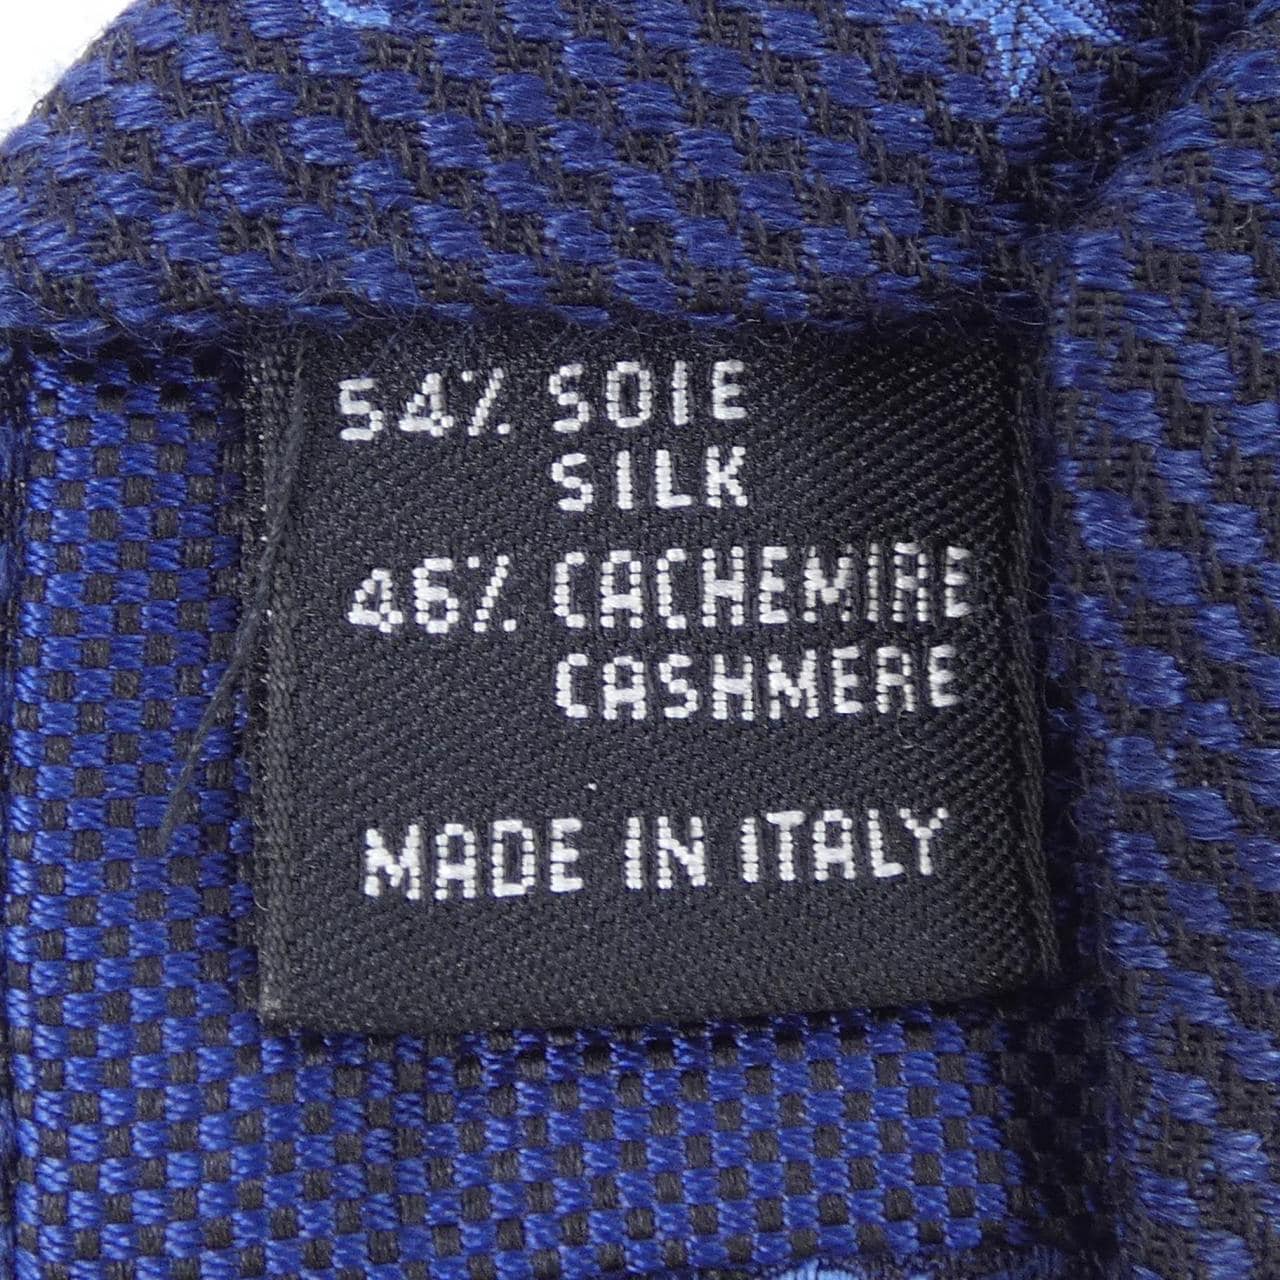 54% SOIE
SILK
46% CACHEMIRE
CASHMERE
MADE IN ITALY